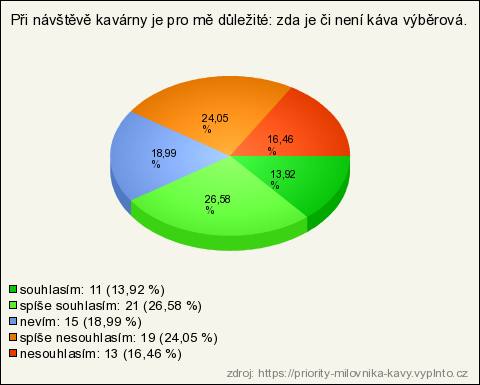 Při návštěvě kavárny je pro mě důležité: zda je či není káva výběrová.
24,05
%
16,46
%
18,99
%
13,92
%
26,58
%
souhlasím: 11 (13,92 %)
spíše souhlasím: 21 (26,58 %)
nevím: 15 (18,99 %)
spíše nesouhlasím: 19 (24,05 %)
nesouhlasím: 13 (16,46 %)
zdroj: https://priority-milovnika-kavy.vyplnto.cz